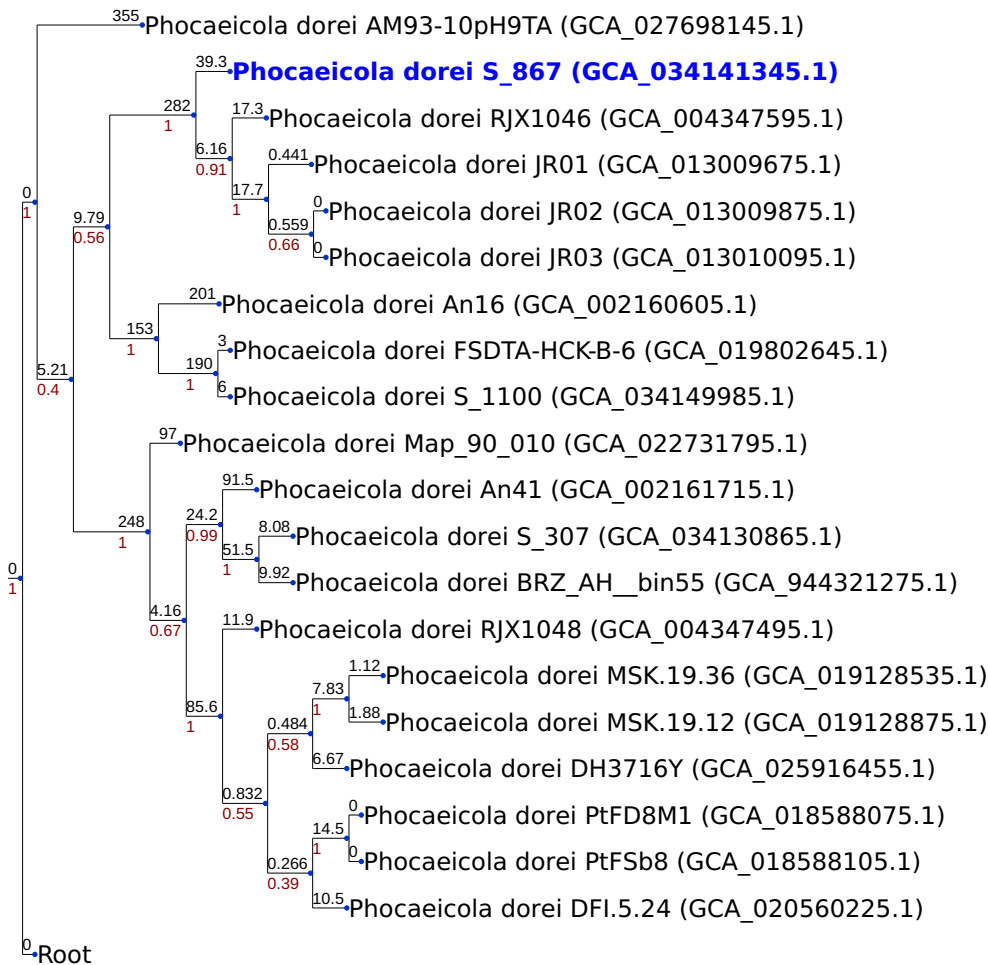 355
Phocaeicola dorei AM93-10pH9TA (GCA_027698145.1)
39.3
Phocaeicola dorei S_867 (GCA_034141345.1)
282
1
17.3
Phocaeicola dorei RJX1046 (GCA_004347595.1)
6.16
0.91
0.441
Phocaeicola dorei JR01 (GCA_013009675.1)
17.7
1
0
Phocaeicola dorei JR02 (GCA_013009875.1)
0.559
0.66
0
Phocaeicola dorei JR03 (GCA_013010095.1)
0
1
9.79
0.56
201
Phocaeicola dorei An16 (GCA_002160605.1)
153
1
3
Phocaeicola dorei FSDTA-HCK-B-6 (GCA_019802645.1)
190
1
6
Phocaeicola dorei S_1100 (GCA_034149985.1)
5.21
0.4
97
Phocaeicola dorei Map_90_010 (GCA_022731795.1)
91.5
Phocaeicola dorei An41 (GCA_002161715.1)
248
1
24.2
0.99
8.08
Phocaeicola dorei S_307 (GCA_034130865.1)
51.5
1
9.92
Phocaeicola dorei BRZ_AH__bin55 (GCA_944321275.1)
0
1
4.16
0.67
11.9
Phocaeicola dorei RJX1048 (GCA_004347495.1)
1.12
Phocaeicola dorei MSK.19.36 (GCA_019128535.1)
7.83
1
85.6
1
1.88
Phocaeicola dorei MSK.19.12 (GCA_019128875.1)
0.484
0.58
6.67
Phocaeicola dorei DH3716Y (GCA_025916455.1)
0.832
0.55
0
Phocaeicola dorei PtFD8M1 (GCA_018588075.1)
14.5
1
0
Phocaeicola dorei PtFSb8 (GCA_018588105.1)
0.266
0.39
10.5
Phocaeicola dorei DFI.5.24 (GCA_020560225.1)
0
Root